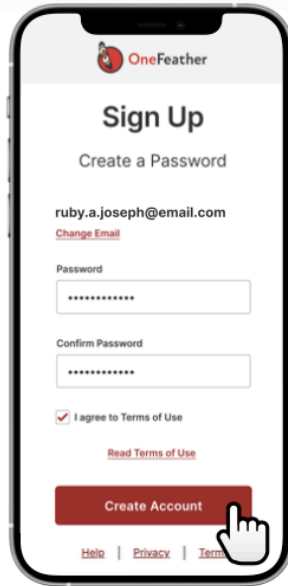 OneFeather
Sign Up
Create a Password
ruby.a.joseph@email.com
Change Email
Password
••••••••••••
Confirm Password
••••••••••••
I agree to Terms of Use
Read Terms of Use
Create Account
Help | Privacy | Term